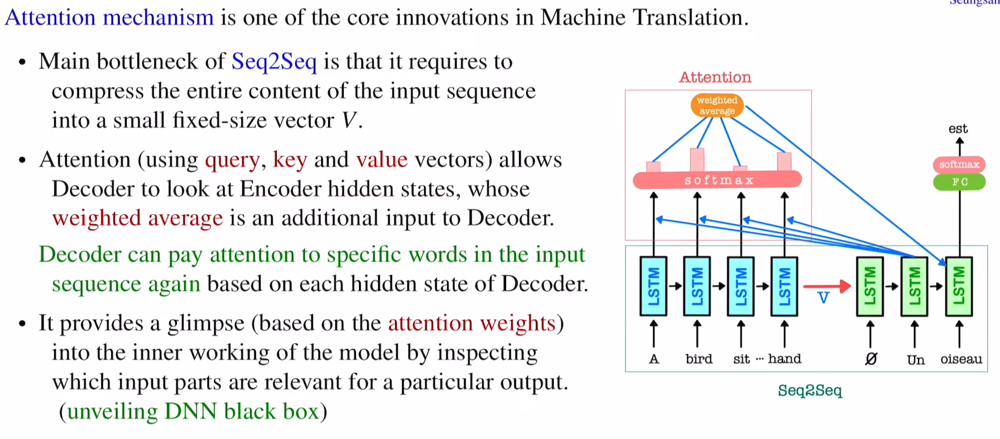 Attention mechanism is one of the core innovations in Machine Translation.
• Main bottleneck of Seq2Seq is that it requires to
compress the entire content of the input sequence
into a small fixed-size vector V.
• Attention (using query, key and value vectors) allows
Decoder to look at Encoder hidden states, whose
weighted average is an additional input to Decoder.
Decoder can pay attention to specific words in the input
sequence again based on each hidden state of Decoder.
• It provides a glimpse (based on the attention weights)
into the inner working of the model by inspecting
which input parts are relevant for a particular output.
(unveiling DNN black box)
Attention
weighted
average
softmax
est
softmax
FC
LSTM LSTM LSTM LSTM V LSTM LSTM LSTM
A bird sit ··· hand Ø Un oiseau
Seq2Seq